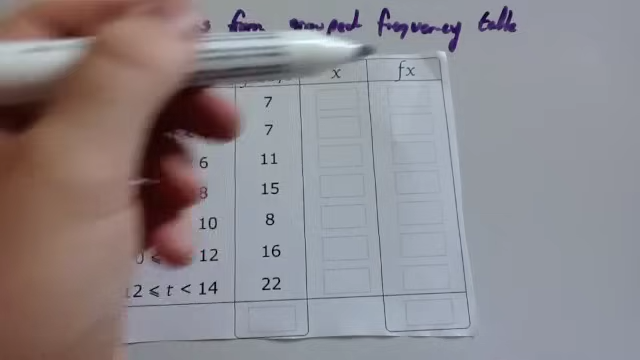 from grouped frequency table
x fx
7
7
6 11
8 15
10 8
12 16
12 ⩽ t < 14 22